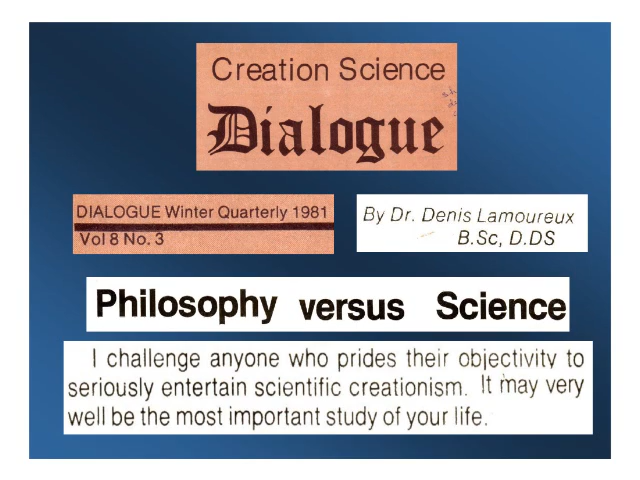 Creation Science
Dialogue
DIALOGUE Winter Quarterly 1981
Vol 8 No. 3
By Dr. Denis Lamoureux
B.Sc, D.DS
Philosophy versus Science
I challenge anyone who prides their objectivity to
seriously entertain scientific creationism. It may very
well be the most important study of your life.